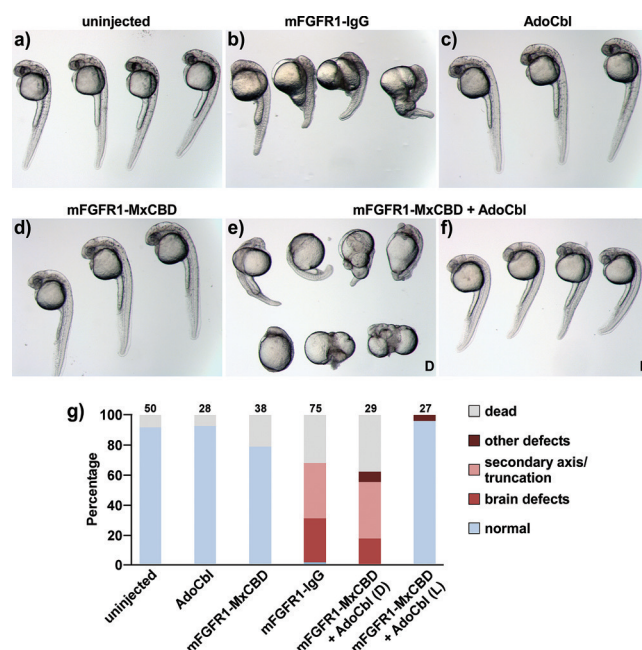 uninjected
mFGFR1-IgG
AdoCbl
a)
b)
c)
mFGFR1-MxCBD
mFGFR1-MxCBD + AdoCbl
d)
e)
f)
D
g)
50 28 38 75 29 27
100
80
60
40
20
0
Percentage
uninjected
AdoCbl
mFGFR1-MxCBD
mFGFR1-IgG
mFGFR1-MxCBD
+ AdoCbl (D)
mFGFR1-MxCBD
+ AdoCbl (L)
dead
other defects
secondary axis/
truncation
brain defects
normal